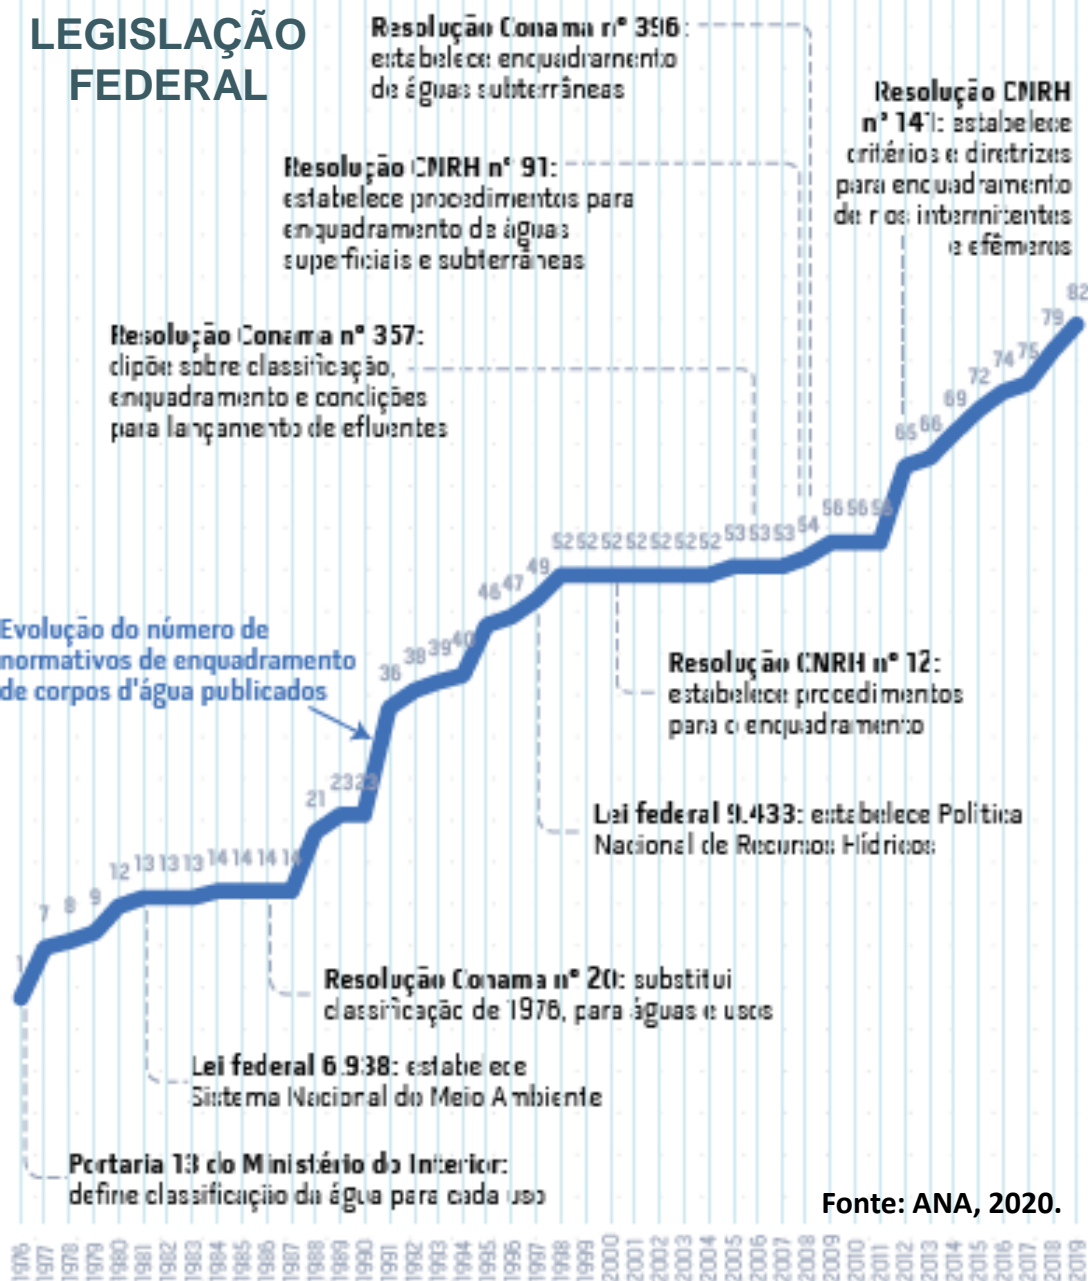 LEGISLAÇÃO
FEDERAL
Resolução Conama nº 396:
estabelece enquadramento
de águas subterrâneas
Resolução CNRH
nº 141: estabelece
critérios e diretrizes
para enquadramento
de rios intermitentes
e efêmeros
Resolução CNRH nº 91:
estabelece procedimentos para
enquadramento de águas
superficiais e subterrâneas
Resolução Conama nº 357:
dipõe sobre classificação,
enquadramento e condições
para lançamento de efluentes
82
79
75
74
72
69
66
65
56 56 56
54
53 53 53
52 52 52 52 52 52 52
49
47
46
40
39
38
36
Evolução do número de
normativos de enquadramento
de corpos d'água publicados
Resolução CNRH nº 12:
estabelece procedimentos
para o enquadramento
23 23
21
Lei federal 9.433: estabelece Política
Nacional de Recursos Hídricos
14 14 14 14
13 13 13
12
9
8
7
1
Resolução Conama nº 20: substitui
classificação de 1976, para águas e usos
Lei federal 6.938: estabelece
Sistema Nacional do Meio Ambiente
Portaria 13 do Ministério do Interior:
define classificação da água para cada uso
Fonte: ANA, 2020.
1976 1977 1978 1979 1980 1981 1982 1983 1984 1985 1986 1987 1988 1989 1990 1991 1992 1993 1994 1995 1996 1997 1998 1999 2000 2001 2002 2003 2004 2005 2006 2007 2008 2009 2010 2011 2012 2013 2014 2015 2016 2017 2018 2019